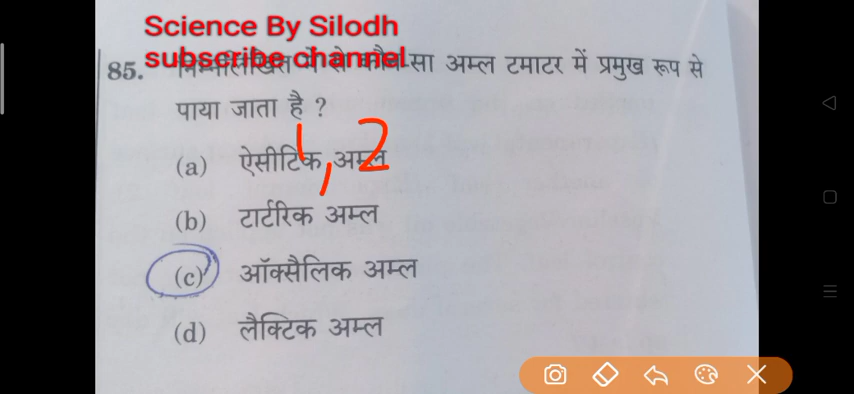 Science By Silodh
subscribe channel
85. निम्नलिखित में से कौन-सा अम्ल टमाटर में प्रमुख रूप से
पाया जाता है ?
1, 2
(a) ऐसीटिक अम्ल
(b) टार्टरिक अम्ल
(c) ऑक्सैलिक अम्ल
(d) लैक्टिक अम्ल